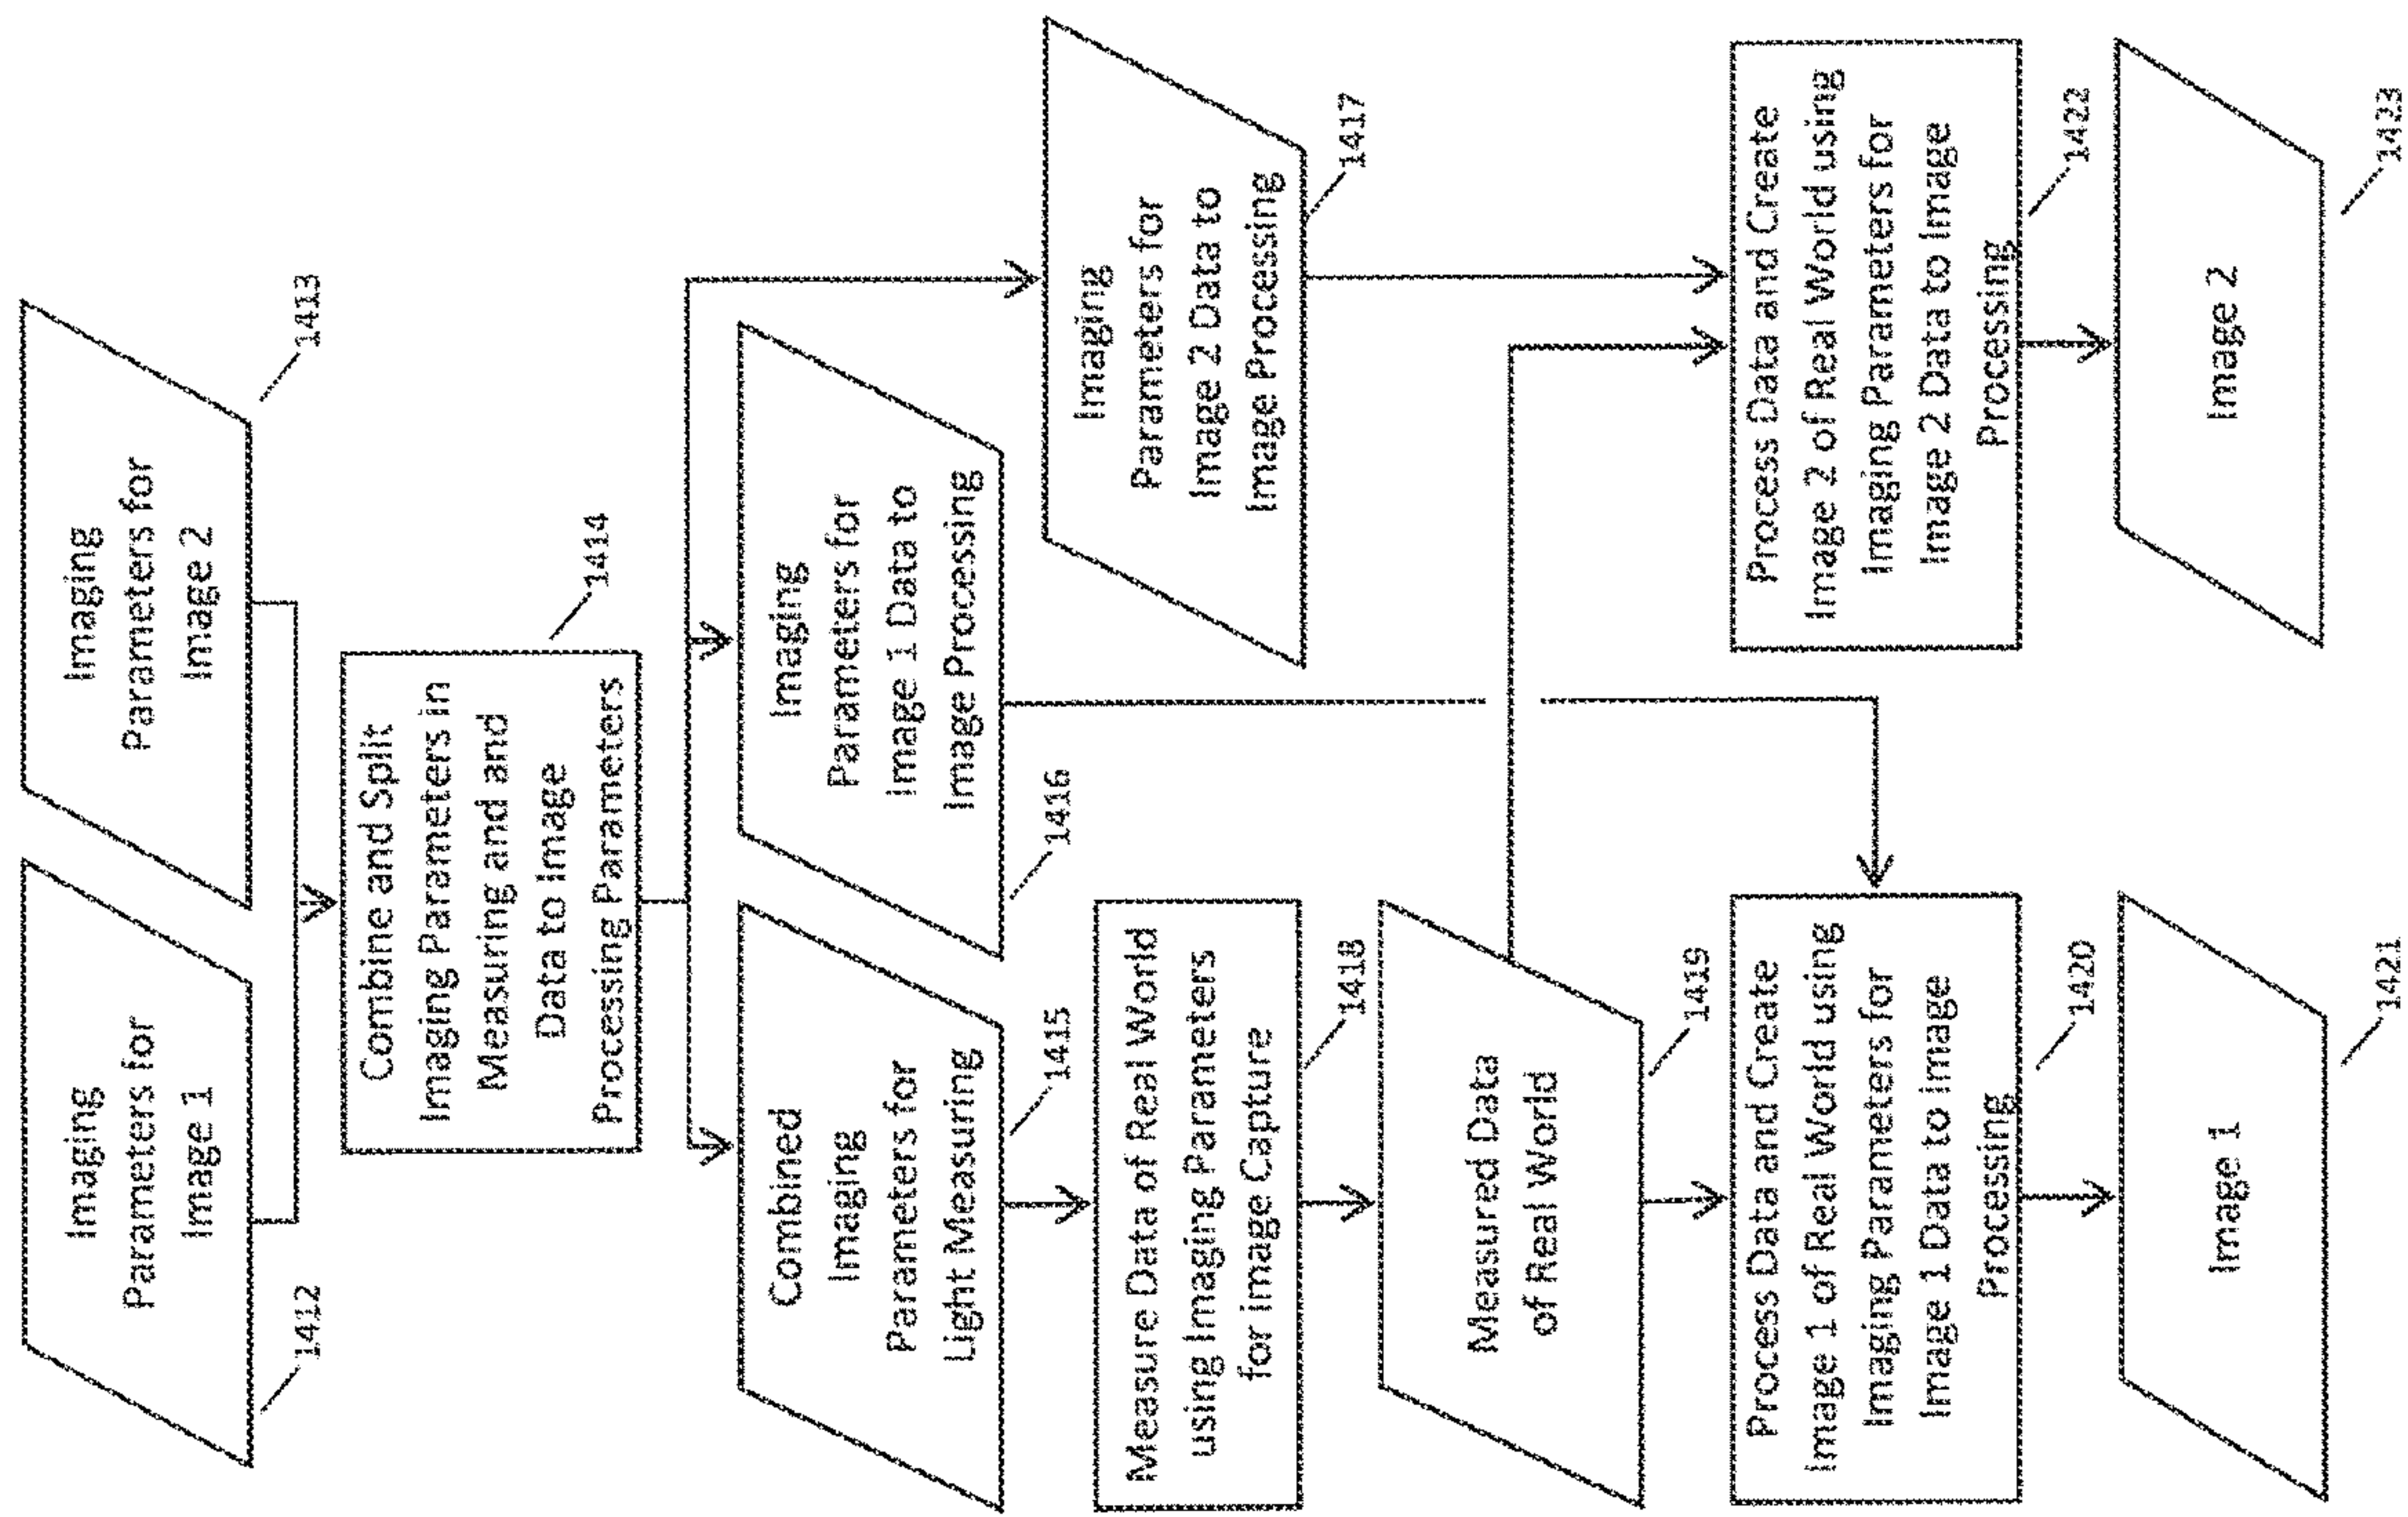 Imaging
Parameters for
Image 1
1412
Imaging
Parameters for
Image 2
1413
Combine and Split
Imaging Parameters in
Measuring and and
Data to Image
Processing Parameters
1414
Combined
Imaging
Parameters for
Light Measuring
1415
Imaging
Parameters for
Image 1 Data to
Image Processing
1416
Imaging
Parameters for
Image 2 Data to
Image Processing
1417
Measure Data of Real World
using Imaging Parameters
for image Capture
1418
Measured Data
of Real World
1419
Process Data and Create
Image 1 of Real World using
Imaging Parameters for
Image 1 Data to Image
Processing
1420
Process Data and Create
Image 2 of Real World using
Imaging Parameters for
Image 2 Data to Image
Processing
1422
Image 1
1421
Image 2
1423